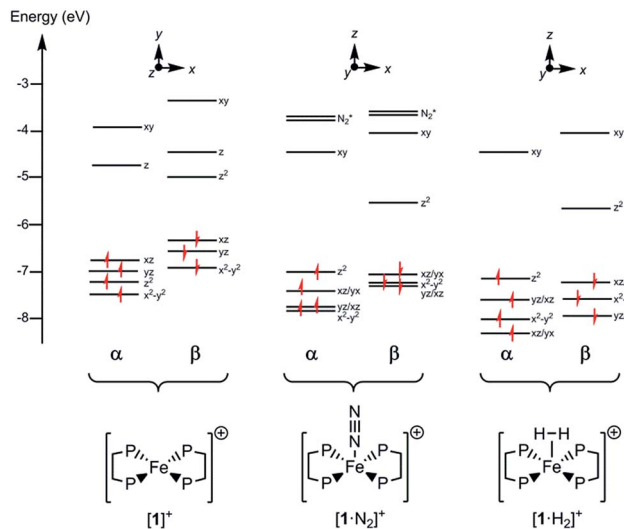 Energy (eV)
y
z x
z
y x
z
y x
-3
-4
-5
-6
-7
-8
xy
z
xz
yz
z²
x²-y²
xy
z
z²
xz
yz
x²-y²
N₂*
xy
z²
xz/yx
yz/xz
x²-y²
N₂*
xy
z²
xz/yx
x²-y²
yz/xz
xy
z²
yz/xz
x²-y²
xz/yx
xy
z²
xz
x²-
yz
α β α β α β
P P
Fe
P P
⊕
[1]⁺
N
N
P P
Fe
P P
⊕
[1·N₂]⁺
H H
P P
Fe
P P
⊕
[1·H₂]⁺